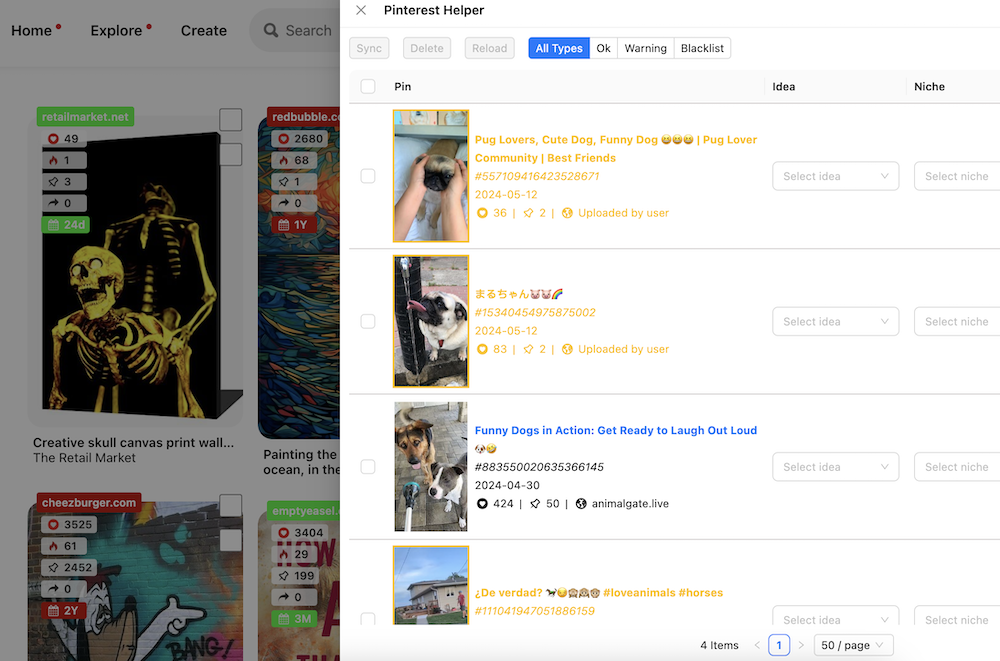 Home
Explore
Create
Search
retailmarket.net
49
1
3
0
24d
Creative skull canvas print wall...
The Retail Market
redbubble.co
2680
68
1
0
1Y
Painting the
ocean, in the
cheezburger.com
3525
61
2452
0
2Y
BANG!
emptyeasel.c
3404
29
199
0
3M
HOW
Pinterest Helper
Sync
Delete
Reload
All Types
Ok
Warning
Blacklist
Pin
Idea
Niche
Pug Lovers, Cute Dog, Funny Dog 😄😄😄 | Pug Lover
Community | Best Friends
#557109416423528671
2024-05-12
36 | 2 | Uploaded by user
Select idea
Select niche
まるちゃん🐷🐷🌈
#15340454975875002
2024-05-12
83 | 2 | Uploaded by user
Select idea
Select niche
Funny Dogs in Action: Get Ready to Laugh Out Loud
🐶🤣
#883550020635366145
2024-04-30
424 | 50 | animalgate.live
Select idea
Select niche
¿De verdad? 🐎😏🙊🙉🐵 #loveanimals #horses
#111041947051886159
Select idea
Select niche
4 Items
1
50 / page